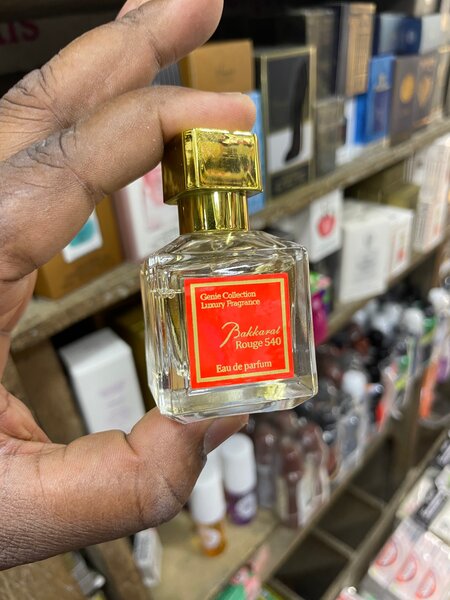 Genie Collection
Luxury Fragrance
Bakkarat
Rouge 540
Eau de parfum